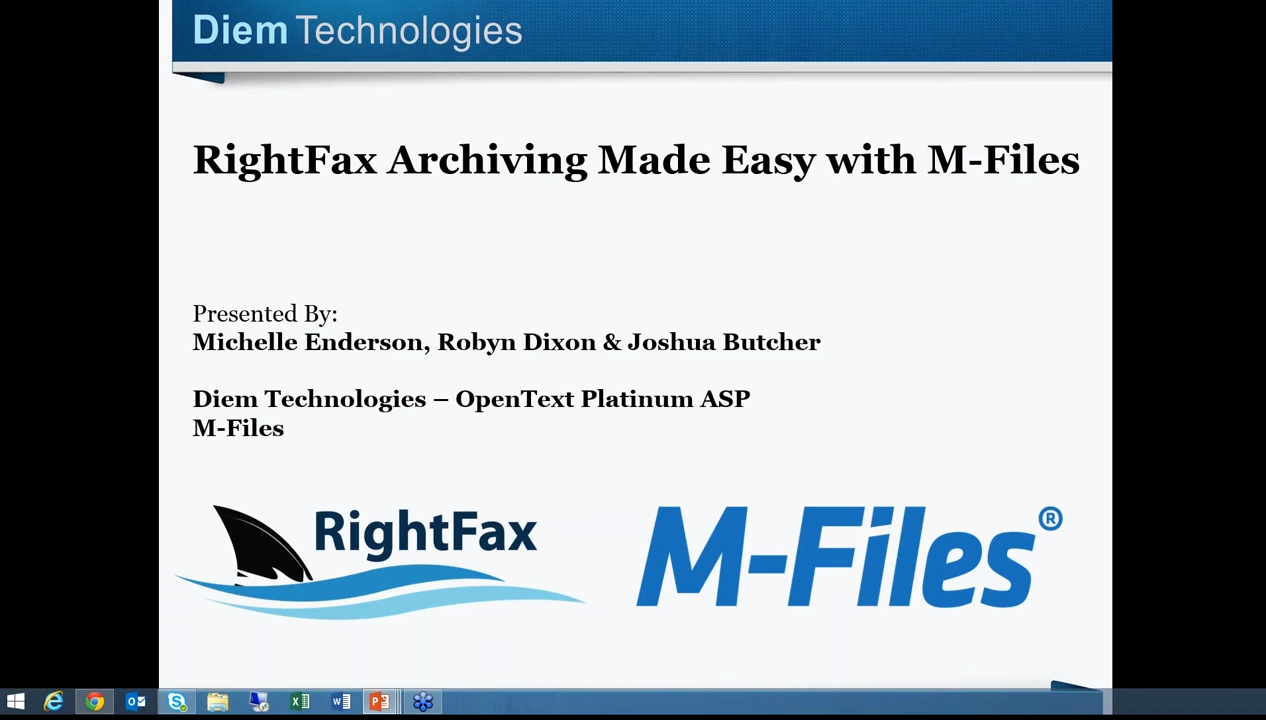 Diem Technologies
RightFax Archiving Made Easy with M-Files
Presented By:
Michelle Enderson, Robyn Dixon & Joshua Butcher
Diem Technologies – OpenText Platinum ASP
M-Files
RightFax
M-Files®